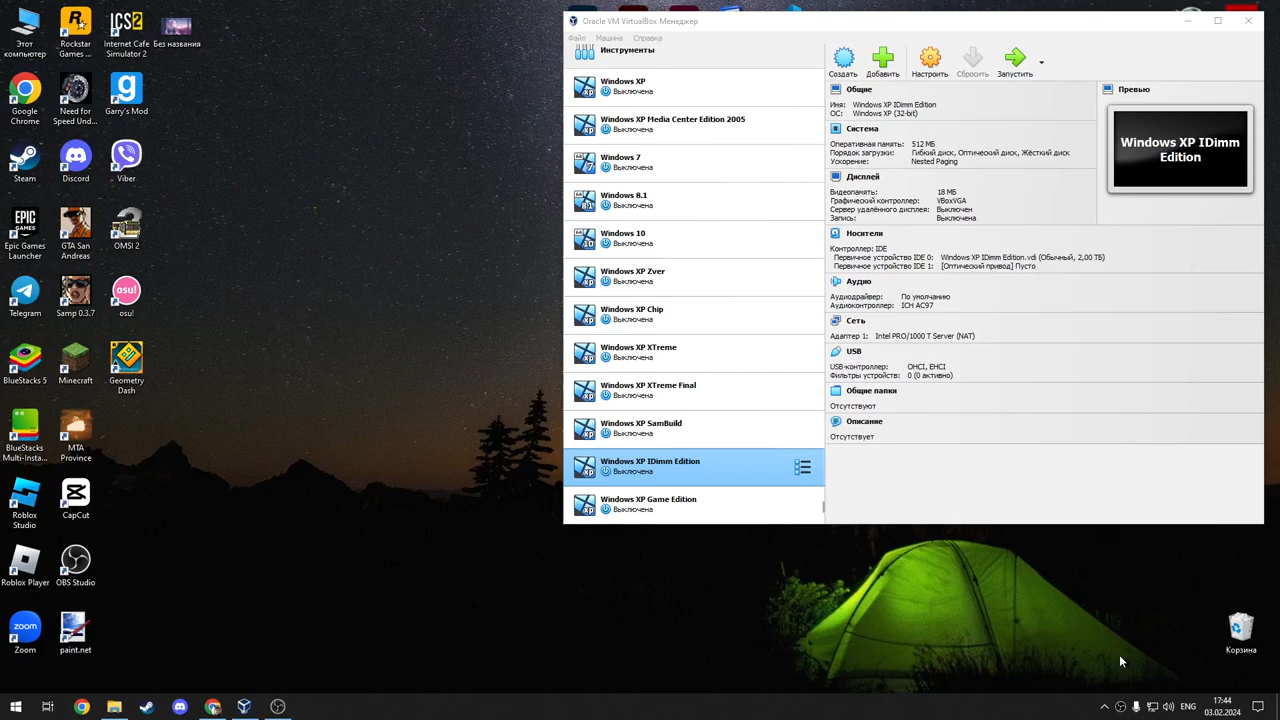 Этот компьютер
Rockstar Games ...
Internet Cafe Simulator 2
Без названия
Google Chrome
Need for Speed Und...
Garry's Mod
Steam
Discord
Viber
Epic Games Launcher
GTA San Andreas
OMSI 2
Telegram
Samp 0.3.7
osu!
osu!
BlueStacks 5
Minecraft
Geometry Dash
BlueStacks Multi-Insta...
MTA Province
Roblox Studio
CapCut
Roblox Player
OBS Studio
zoom
Zoom
paint.net
Oracle VM VirtualBox Менеджер
Файл Машина Справка
Инструменты
Windows XP
Выключена
Windows XP Media Center Edition 2005
Выключена
Windows 7
Выключена
Windows 8.1
Выключена
Windows 10
Выключена
Windows XP Zver
Выключена
Windows XP Chip
Выключена
Windows XP XTreme
Выключена
Windows XP XTreme Final
Выключена
Windows XP SamBuild
Выключена
Windows XP IDimm Edition
Выключена
Windows XP Game Edition
Выключена
Создать Добавить Настроить Сбросить Запустить
Общие
Имя: Windows XP IDimm Edition
ОС: Windows XP (32-bit)
Система
Оперативная память: 512 МБ
Порядок загрузки: Гибкий диск, Оптический диск, Жёсткий диск
Ускорение: Nested Paging
Дисплей
Видеопамять: 18 МБ
Графический контроллер: VBoxVGA
Сервер удалённого дисплея: Выключен
Запись: Выключена
Носители
Контроллер: IDE
Первичное устройство IDE 0: Windows XP IDimm Edition.vdi (Обычный, 2,00 ТБ)
Первичное устройство IDE 1: [Оптический привод] Пусто
Аудио
Аудиодрайвер: По умолчанию
Аудиоконтроллер: ICH AC97
Сеть
Адаптер 1: Intel PRO/1000 T Server (NAT)
USB
USB-контроллер: OHCI, EHCI
Фильтры устройств: 0 (0 активно)
Общие папки
Отсутствуют
Описание
Отсутствует
Превью
Windows XP IDimm
Edition
Корзина
ENG
17:44
03.02.2024